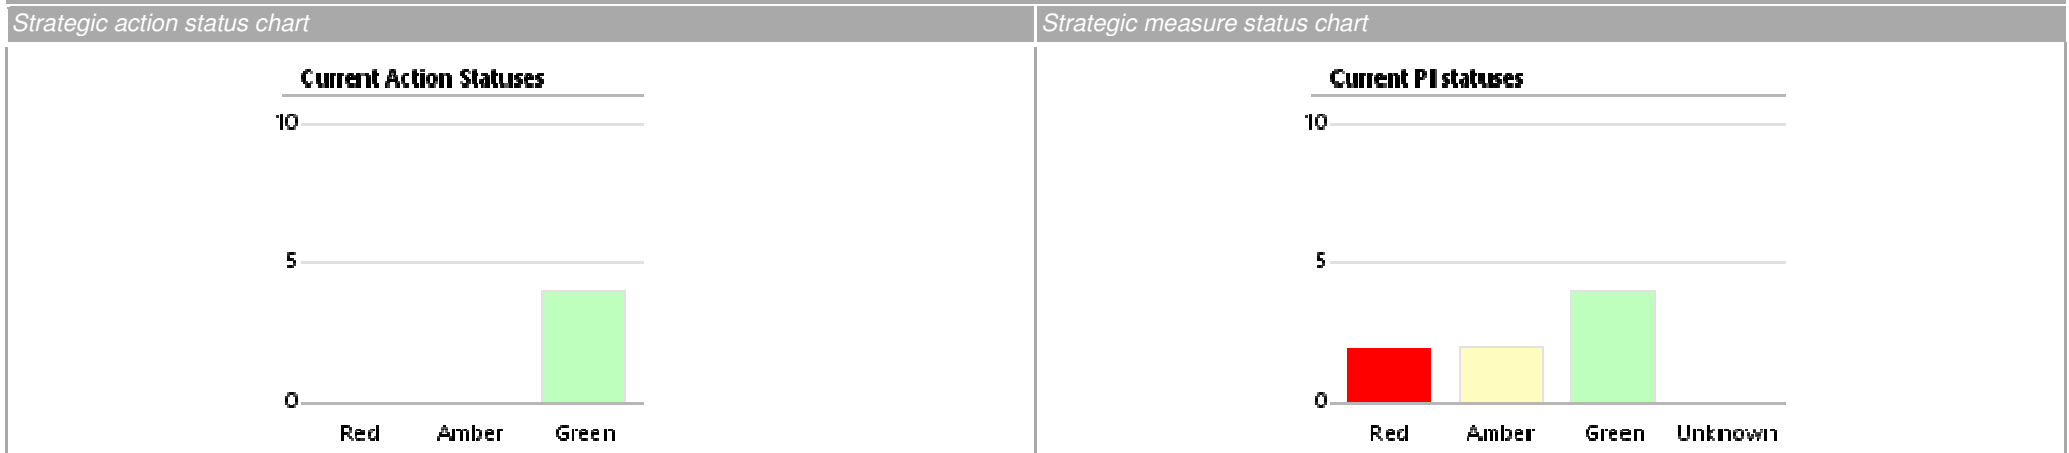 Strategic action status chart
Strategic measure status chart
Current Action Statuses
10
5
0
Red Amber Green
Current PI statuses
10
5
0
Red Amber Green Unknown